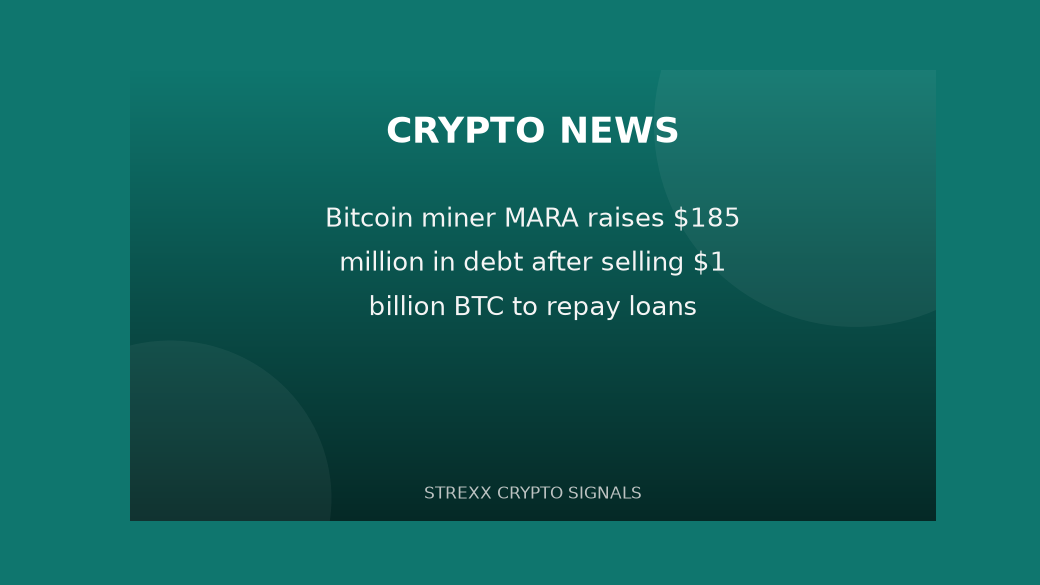 CRYPTO NEWS
Bitcoin miner MARA raises $185
million in debt after selling $1
billion BTC to repay loans
STREXX CRYPTO SIGNALS